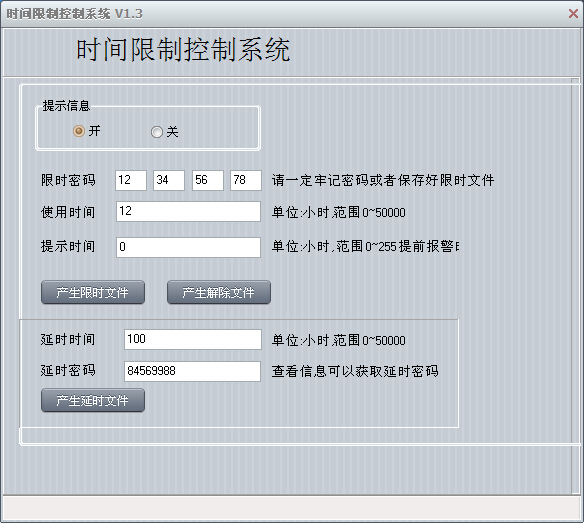 时间限制控制系统 V1.3
时间限制控制系统
提示信息
开 关
限时密码 12 34 56 78 请一定牢记密码或者保存好限时文件
使用时间 12 单位:小时,范围0~50000
提示时间 0 单位:小时,范围0~255提前报警
产生限时文件 产生解除文件
延时时间 100 单位:小时,范围0~50000
延时密码 84569988 查看信息可以获取延时密码
产生延时文件